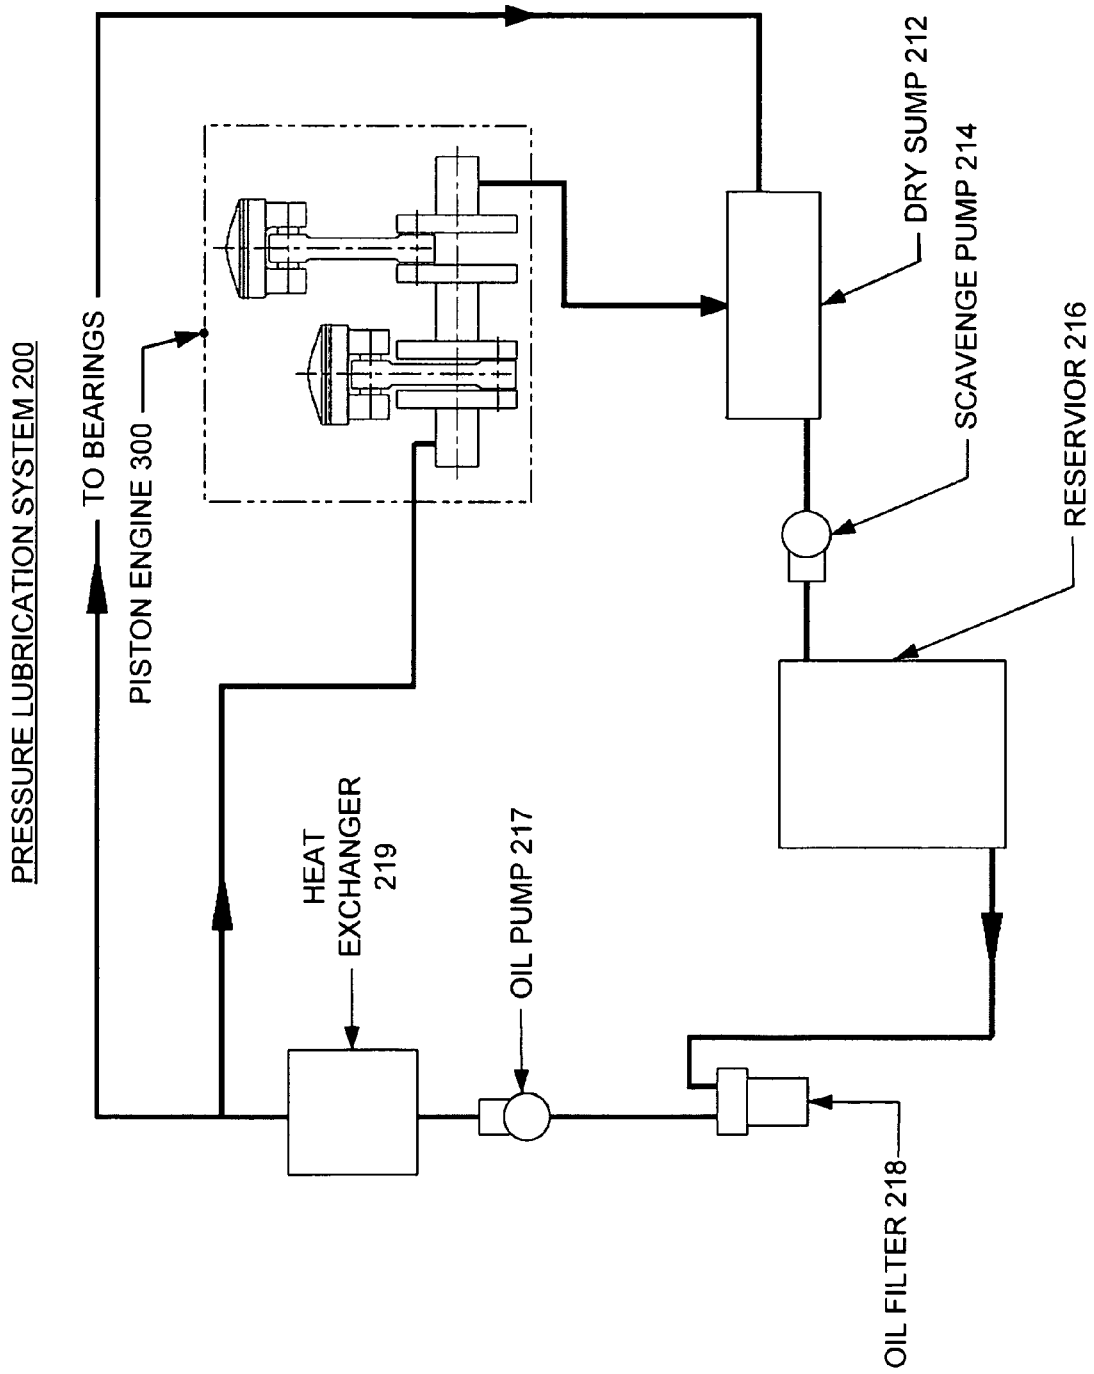 PRESSURE LUBRICATION SYSTEM 200
TO BEARINGS
PISTON ENGINE 300
HEAT
EXCHANGER
219
OIL PUMP 217
OIL FILTER 218
DRY SUMP 212
SCAVENGE PUMP 214
RESERVIOR 216